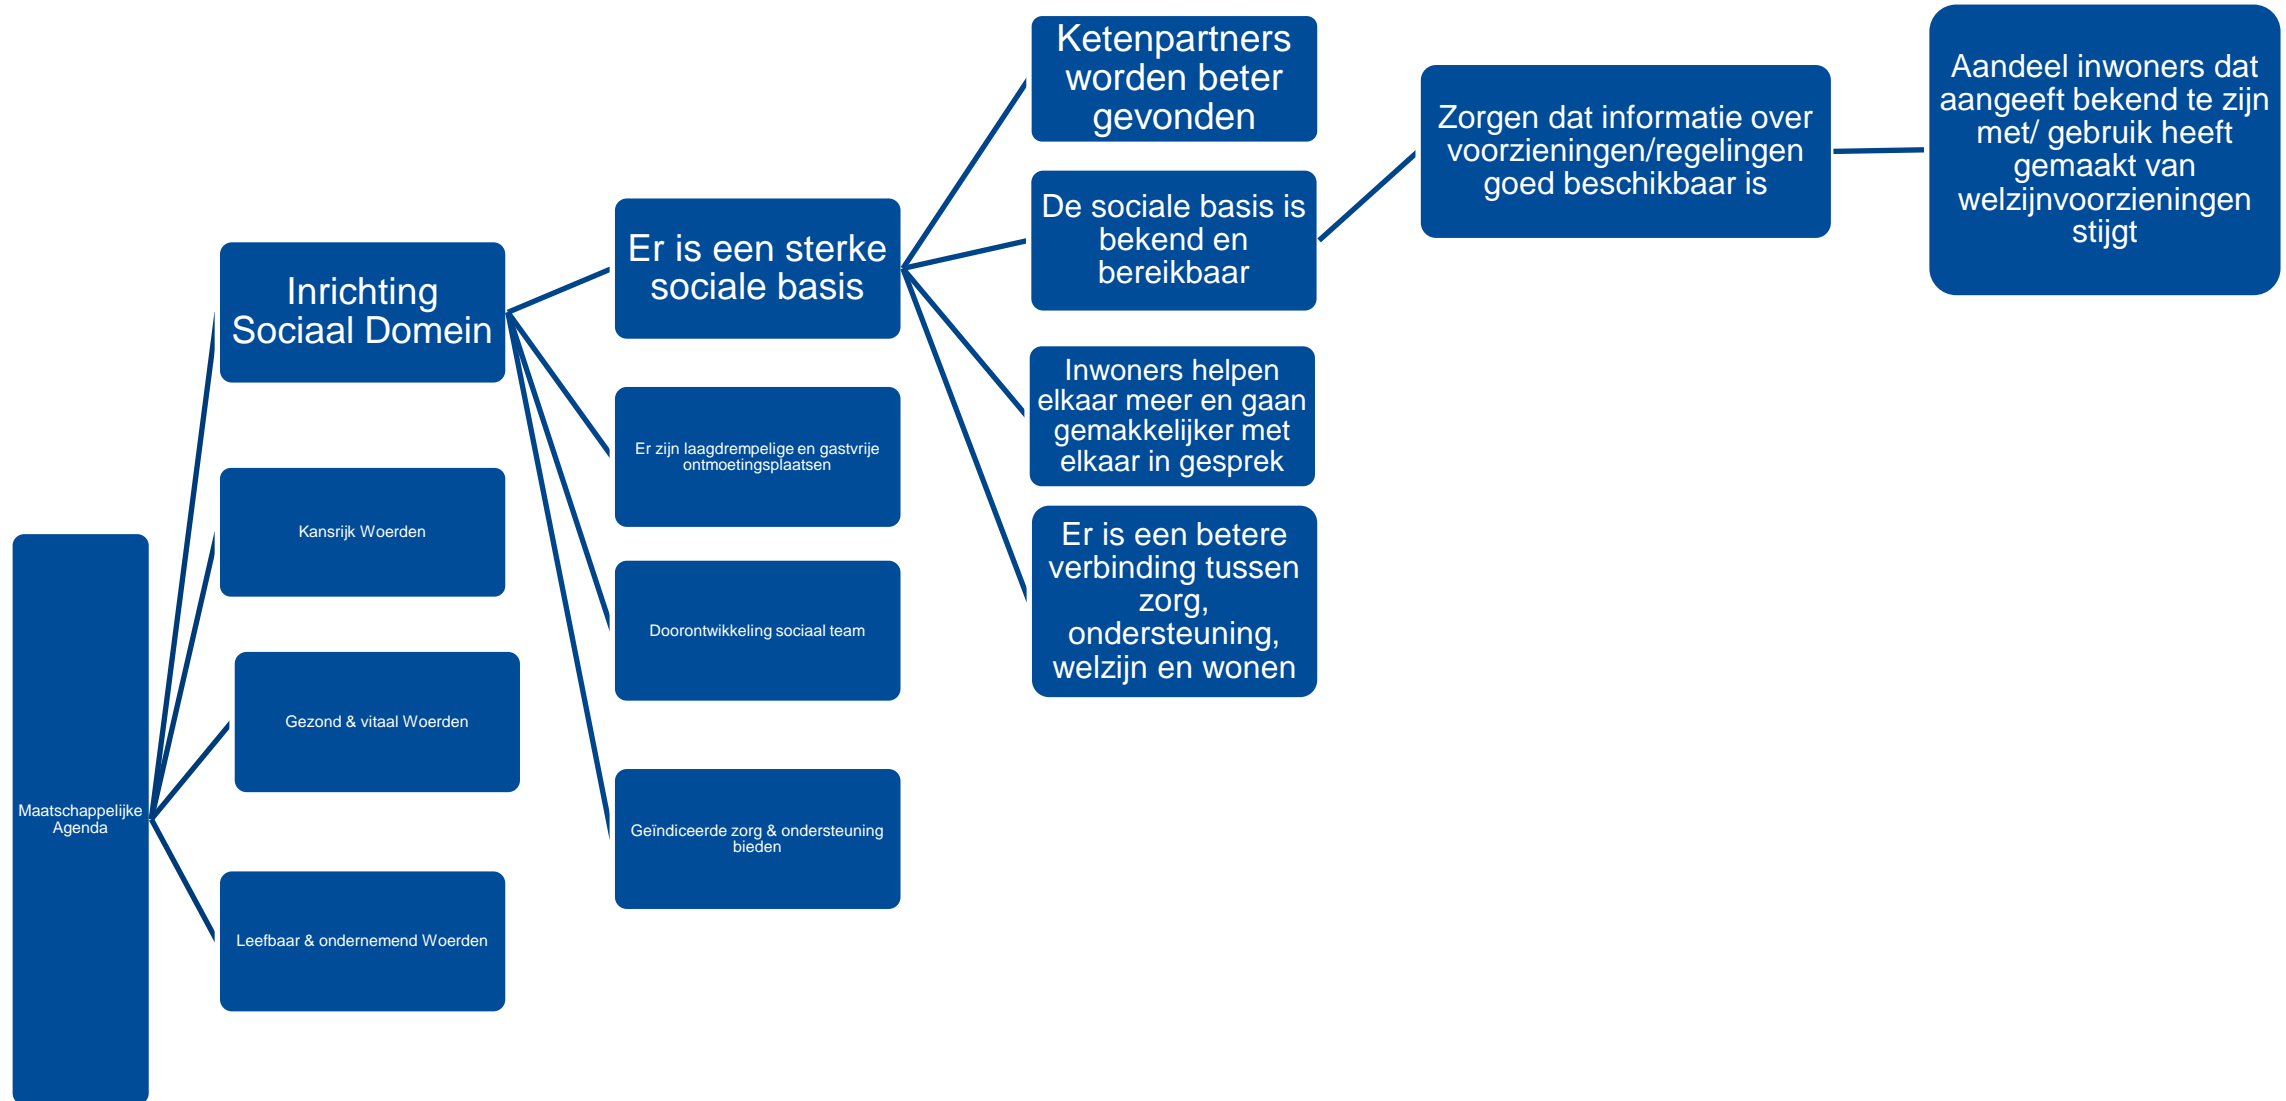 Maatschappelijke
Agenda
Inrichting
Sociaal Domein
Kansrijk Woerden
Gezond & vitaal Woerden
Leefbaar & ondernemend Woerden
Er is een sterke
sociale basis
Er zijn laagdrempelige en gastvrije
ontmoetingsplaatsen
Doorontwikkeling sociaal team
Geïndiceerde zorg & ondersteuning
bieden
Ketenpartners
worden beter
gevonden
De sociale basis is
bekend en
bereikbaar
Inwoners helpen
elkaar meer en gaan
gemakkelijker met
elkaar in gesprek
Er is een betere
verbinding tussen
zorg,
ondersteuning,
welzijn en wonen
Zorgen dat informatie over
voorzieningen/regelingen
goed beschikbaar is
Aandeel inwoners dat
aangeeft bekend te zijn
met/ gebruik heeft
gemaakt van
welzijnvoorzieningen
stijgt